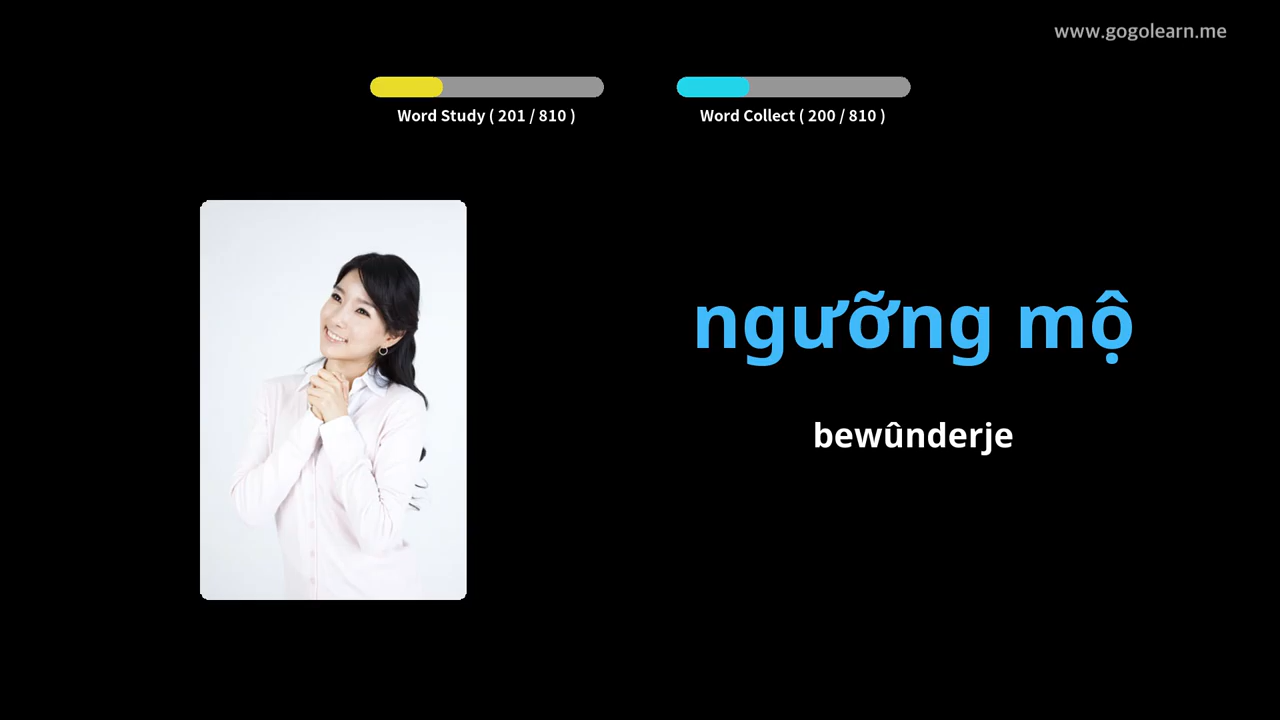 www.gogolearn.me
Word Study ( 201 / 810 )
Word Collect ( 200 / 810 )
ngưỡng mộ
bewûnderje